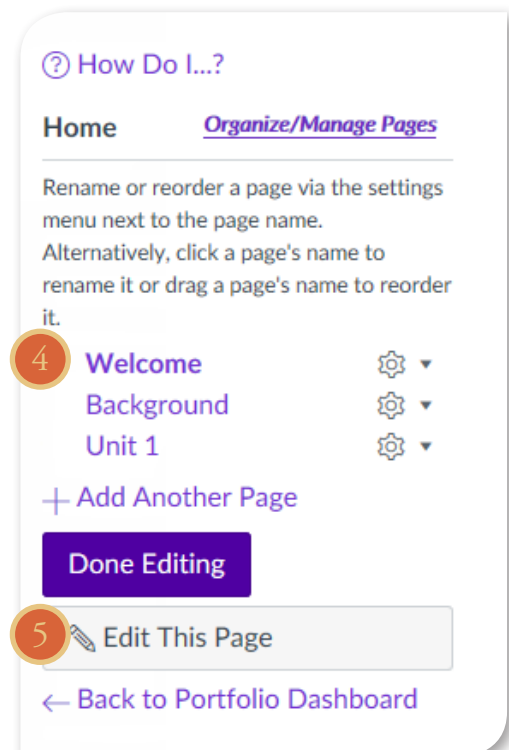 How Do I...?
Home Organize/Manage Pages
Rename or reorder a page via the settings
menu next to the page name.
Alternatively, click a page's name to
rename it or drag a page's name to reorder
it.
4 Welcome
Background
Unit 1
Add Another Page
Done Editing
5 Edit This Page
Back to Portfolio Dashboard